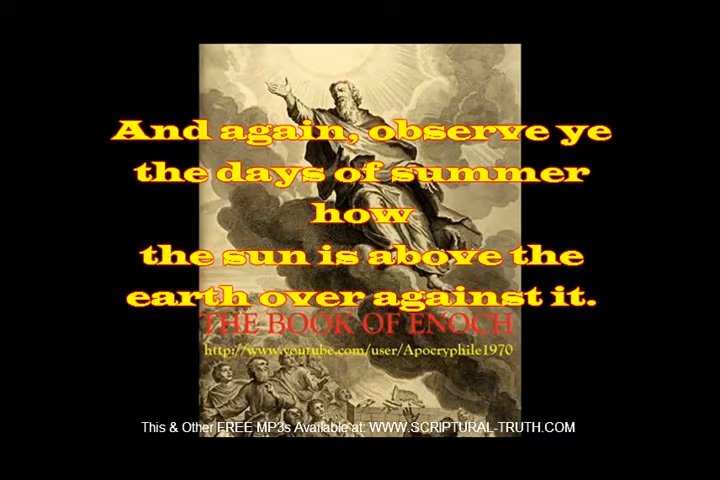 And again, observe ye
the days of summer
how
the sun is above the
earth over against it.
THE BOOK OF ENOCH
http://www.youtube.com/user/Apocryphile1970
This & Other FREE MP3s Available at: WWW.SCRIPTURAL-TRUTH.COM